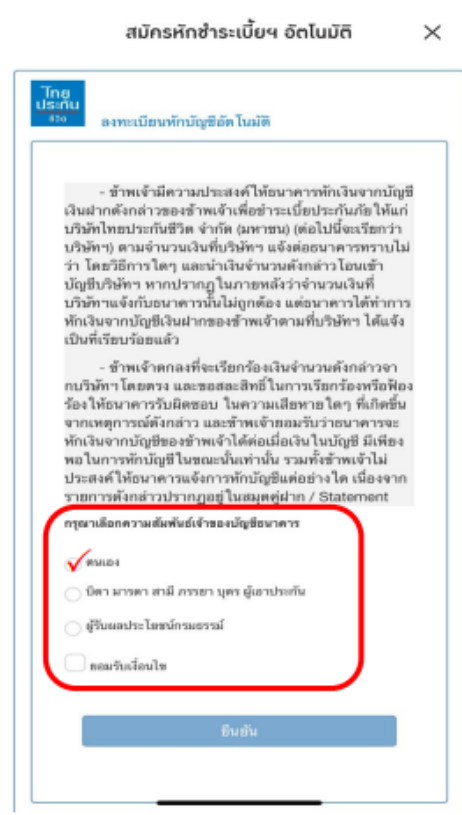 สมัครหักชำระเบี้ยฯ อัตโนมัติ
ไทย
ประกัน
ชีวิต
ลงทะเบียนหักบัญชีอัตโนมัติ
- ข้าพเจ้ามีความประสงค์ให้ธนาคารหักเงินจากบัญชี
เงินฝากดังกล่าวของข้าพเจ้าเพื่อชำระเบี้ยประกันภัยให้แก่
บริษัทไทยประกันชีวิต จำกัด (มหาชน) (ต่อไปนี้จะเรียกว่า
บริษัทฯ) ตามจำนวนเงินที่บริษัทฯ แจ้งต่อธนาคารทราบไม่
ว่า โดยวิธีการใดๆ และนำเงินจำนวนดังกล่าวโอนเข้า
บัญชีบริษัทฯ หากปรากฏในภายหลังว่าจำนวนเงินที่
บริษัทฯแจ้งกับธนาคารนั้นไม่ถูกต้อง แต่ธนาคารได้ทำการ
หักเงินจากบัญชีเงินฝากของข้าพเจ้าตามที่บริษัทฯ ได้แจ้ง
เป็นที่เรียบร้อยแล้ว
- ข้าพเจ้าตกลงที่จะเรียกร้องเงินจำนวนดังกล่าวจา
กบริษัทฯ โดยตรง และขอสละสิทธิ์ในการเรียกร้องหรือฟ้อง
ร้องให้ธนาคารรับผิดชอบ ในความเสียหายใดๆ ที่เกิดขึ้น
จากเหตุการณ์ดังกล่าว และข้าพเจ้ายอมรับว่าธนาคารจะ
หักเงินจากบัญชีของข้าพเจ้าได้ต่อเมื่อเงินในบัญชี มีเพียง
พอในการหักบัญชีในขณะนั้นเท่านั้น รวมทั้งข้าพเจ้าไม่
ประสงค์ให้ธนาคารแจ้งการหักบัญชีแต่อย่างใด เนื่องจาก
รายการดังกล่าวปรากฏอยู่ในสมุดคู่ฝาก / Statement
กรุณาเลือกความสัมพันธ์เจ้าของบัญชีธนาคาร
ตนเอง
บิดา มารดา สามี ภรรยา บุตร ผู้เอาประกัน
ผู้รับผลประโยชน์กรมธรรม์
ยอมรับเงื่อนไข
ยืนยัน